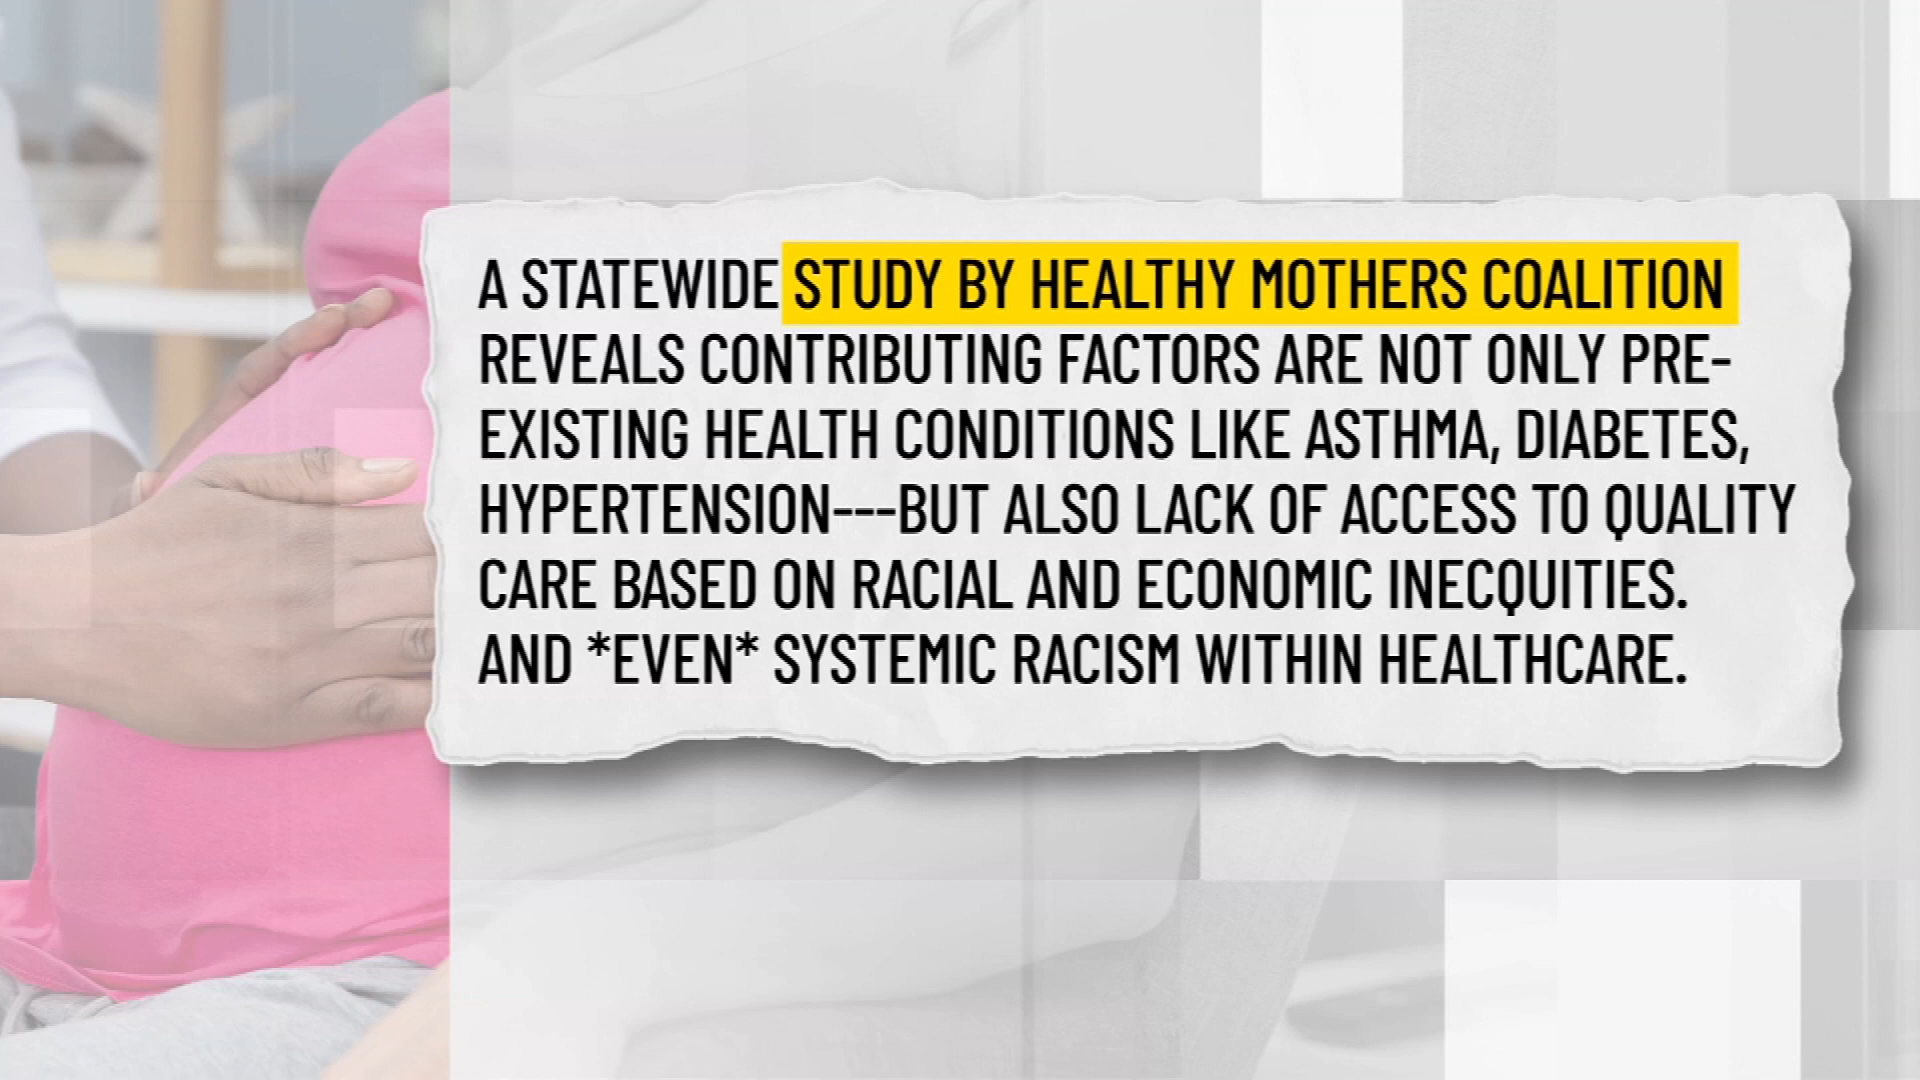 A STATEWIDE STUDY BY HEALTHY MOTHERS COALITION
REVEALS CONTRIBUTING FACTORS ARE NOT ONLY PRE-
EXISTING HEALTH CONDITIONS LIKE ASTHMA, DIABETES,
HYPERTENSION---BUT ALSO LACK OF ACCESS TO QUALITY
CARE BASED ON RACIAL AND ECONOMIC INECQUITIES.
AND *EVEN* SYSTEMIC RACISM WITHIN HEALTHCARE.